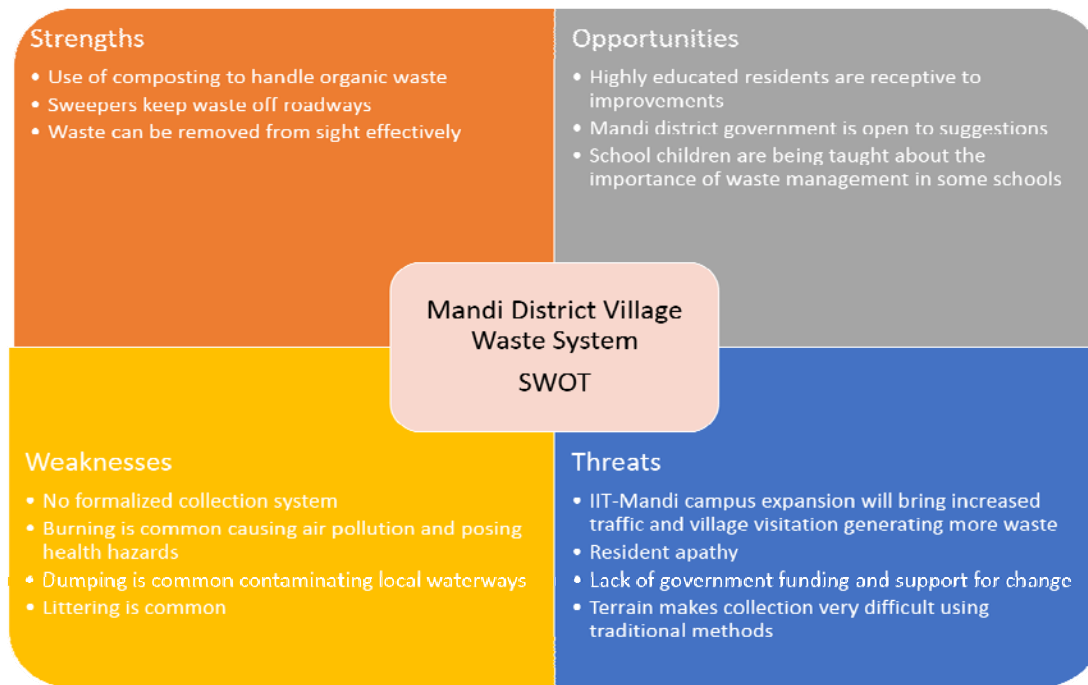 Strengths
• Use of composting to handle organic waste
• Sweepers keep waste off roadways
• Waste can be removed from sight effectively
Opportunities
• Highly educated residents are receptive to
improvements
• Mandi district government is open to suggestions
• School children are being taught about the
importance of waste management in some schools
Mandi District Village
Waste System
SWOT
Weaknesses
• No formalized collection system
• Burning is common causing air pollution and posing
health hazards
• Dumping is common contaminating local waterways
• Littering is common
Threats
• IIT-Mandi campus expansion will bring increased
traffic and village visitation generating more waste
• Resident apathy
• Lack of government funding and support for change
• Terrain makes collection very difficult using
traditional methods